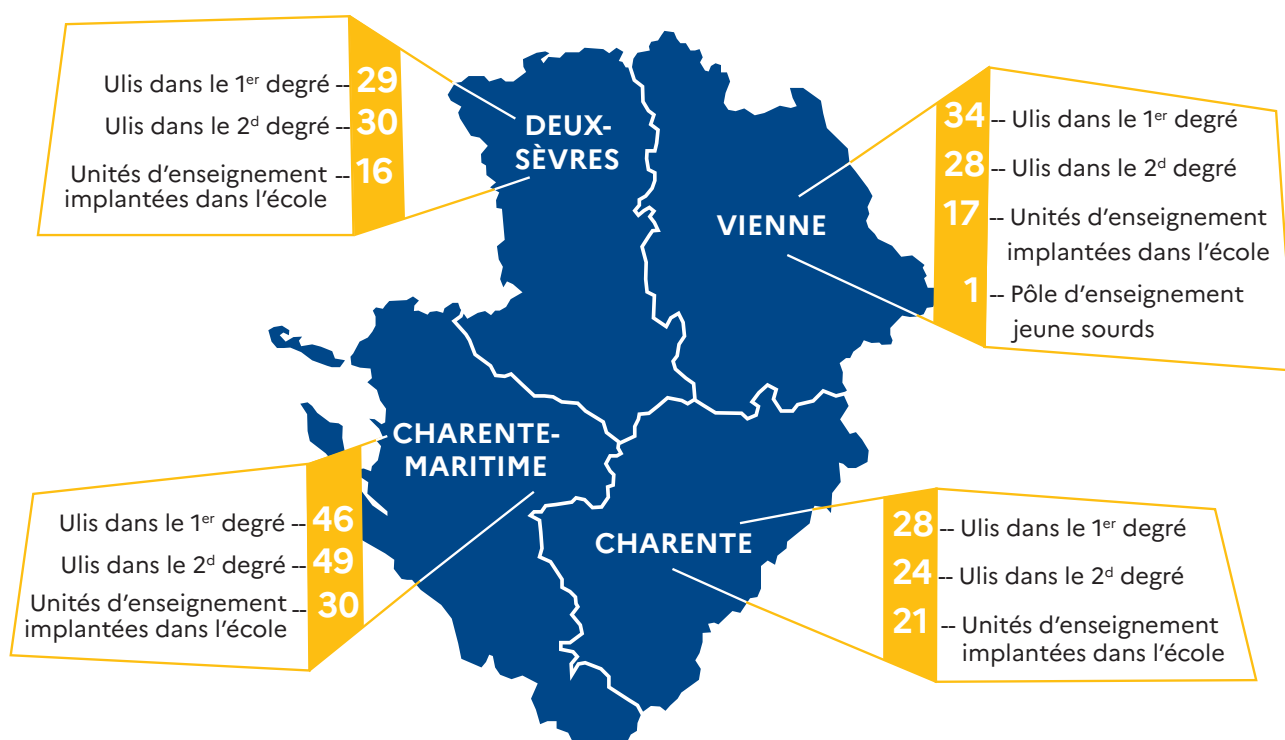 Ulis dans le 1er degré -- 29
Ulis dans le 2d degré -- 30
Unités d'enseignement -- 16
implantées dans l'école
DEUX-
SÈVRES
34 -- Ulis dans le 1er degré
28 -- Ulis dans le 2d degré
17 -- Unités d'enseignement
implantées dans l'école
1 -- Pôle d'enseignement
jeune sourds
VIENNE
CHARENTE-
MARITIME
Ulis dans le 1er degré -- 46
Ulis dans le 2d degré -- 49
Unités d'enseignement -- 30
implantées dans l'école
CHARENTE
28 -- Ulis dans le 1er degré
24 -- Ulis dans le 2d degré
21 -- Unités d'enseignement
implantées dans l'école